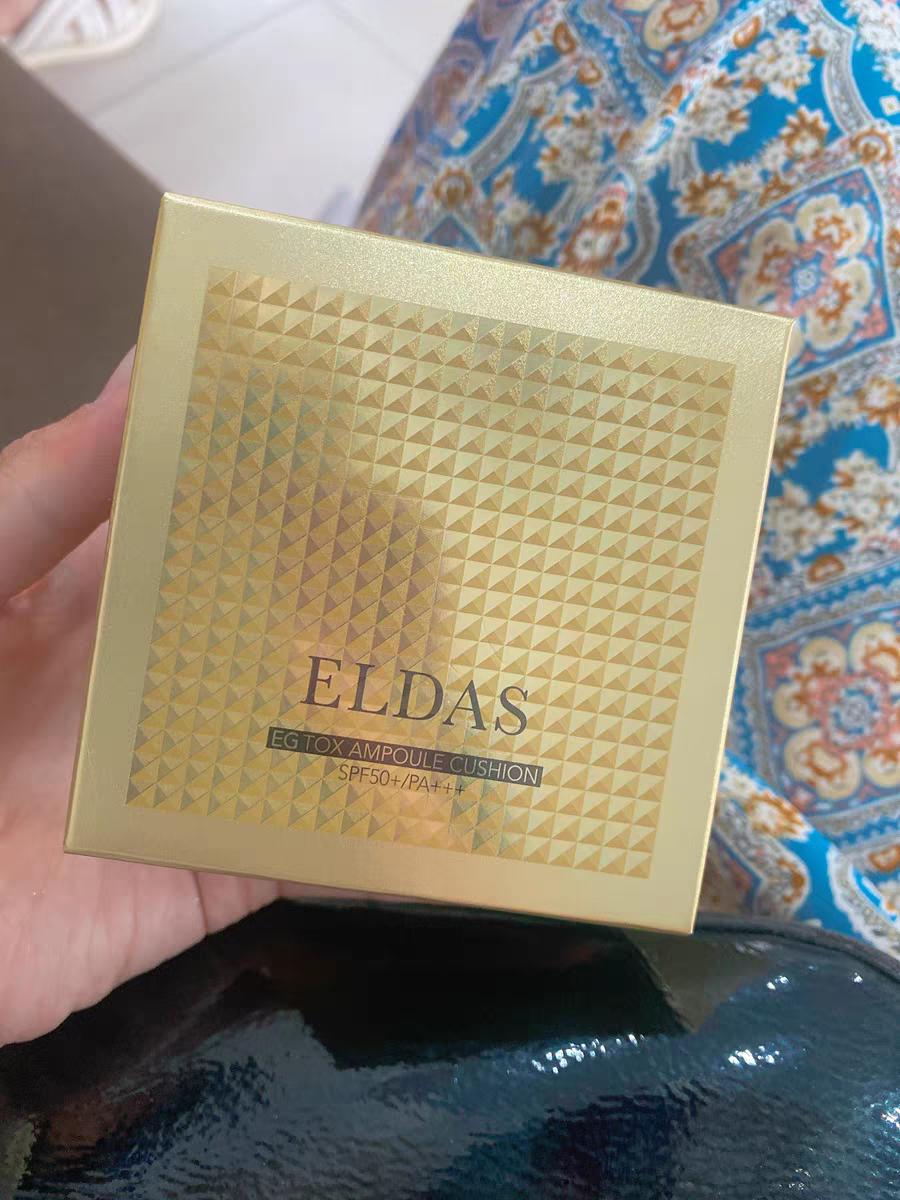 ELDAS
EG TOX AMPOULE CUSHION
SPF50+/PA+++